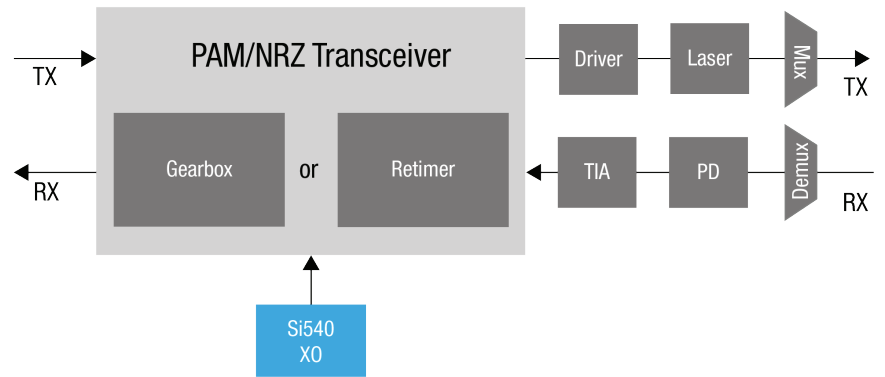 PAM/NRZ Transceiver
TX
Driver
Laser
Mux
TX
Gearbox
or
Retimer
RX
TIA
PD
Demux
RX
Si540
XO